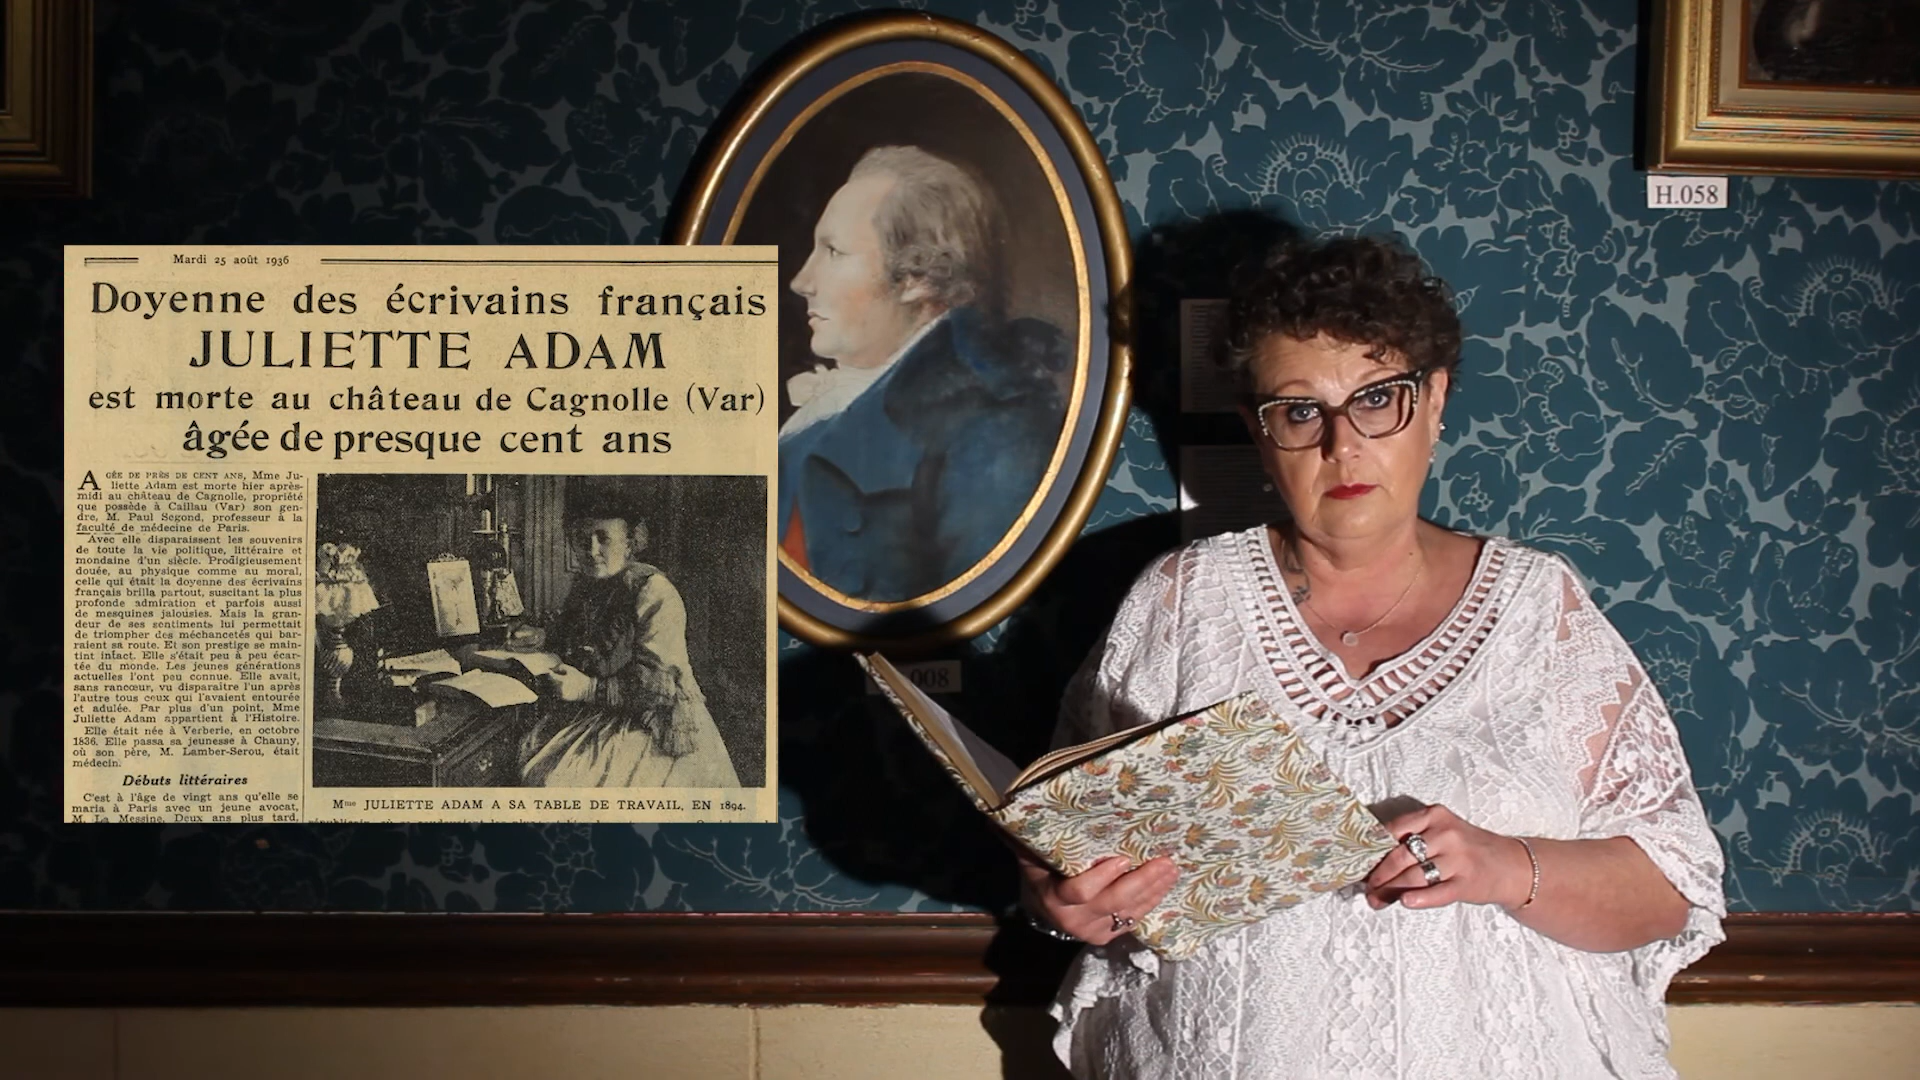 Mardi 25 août 1936
Doyenne des écrivains français
JULIETTE ADAM
est morte au château de Cagnolle (Var)
âgée de presque cent ans
AGÉE DE PRÈS DE CENT ANS, Mme Ju-
liette Adam est morte hier après-
midi au château de Cagnolle, propriété
que possède à Caillau (Var) son gen-
dre, M. Paul Segond, professeur à la
faculté de médecine de Paris.
Avec elle disparaissent les souvenirs
de toute la vie politique, littéraire et
mondaine d'un siècle. Prodigieusement
douée, au physique comme au moral,
celle qui était la doyenne des écrivains
français brilla partout, suscitant la plus
profonde admiration et parfois aussi
de mesquines jalousies. Mais la gran-
deur de ses sentiments lui permettait
de triompher des méchancetés qui bar-
raient sa route. Et son prestige se main-
tint intact. Elle s'était peu à peu écar-
tée du monde. Les jeunes générations
actuelles l'ont peu connue. Elle avait,
sans rancœur, vu disparaître l'un après
l'autre tous ceux qui l'avaient entourée
et adulée. Par plus d'un point, Mme
Juliette Adam appartient à l'Histoire.
Elle était née à Verberie, en octobre
1836. Elle passa sa jeunesse à Chauny,
où son père, M. Lamber-Serou, était
médecin.
Débuts littéraires
C'est à l'âge de vingt ans qu'elle se
maria à Paris avec un jeune avocat,
M. La Messine. Deux ans plus tard,
Mme JULIETTE ADAM A SA TABLE DE TRAVAIL, EN 1894.
H.058
008